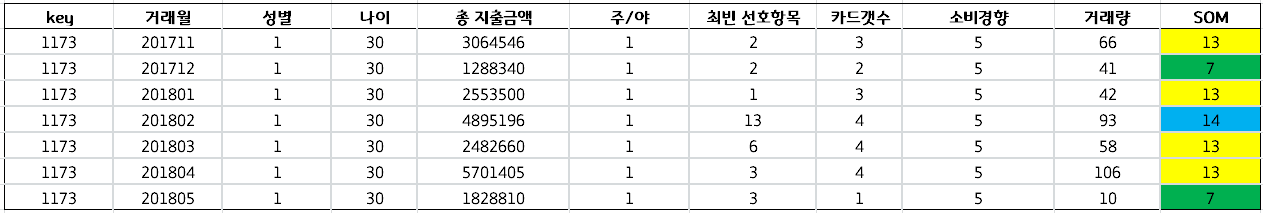 key 거래월 성별 나이 총 지출금액 주/야 최빈 선호항목 카드갯수 소비경향 거래량 SOM
1173 201711 1 30 3064546 1 2 3 5 66 13
1173 201712 1 30 1288340 1 2 2 5 41 7
1173 201801 1 30 2553500 1 1 3 5 42 13
1173 201802 1 30 4895196 1 13 4 5 93 14
1173 201803 1 30 2482660 1 6 4 5 58 13
1173 201804 1 30 5701405 1 3 4 5 106 13
1173 201805 1 30 1828810 1 3 1 5 10 7